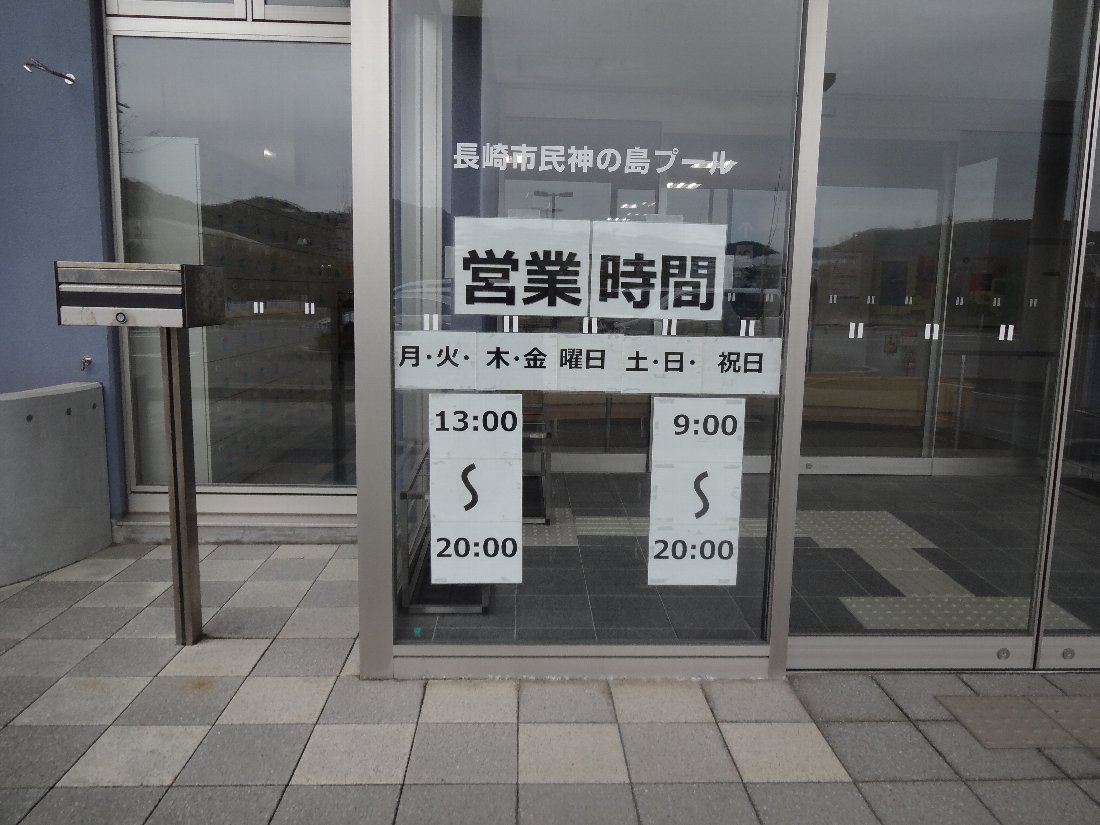 長崎市民神の島プール
営業時間
月・火・木・金曜日 土・日・祝日
13:00 9:00
〜 〜
20:00 20:00